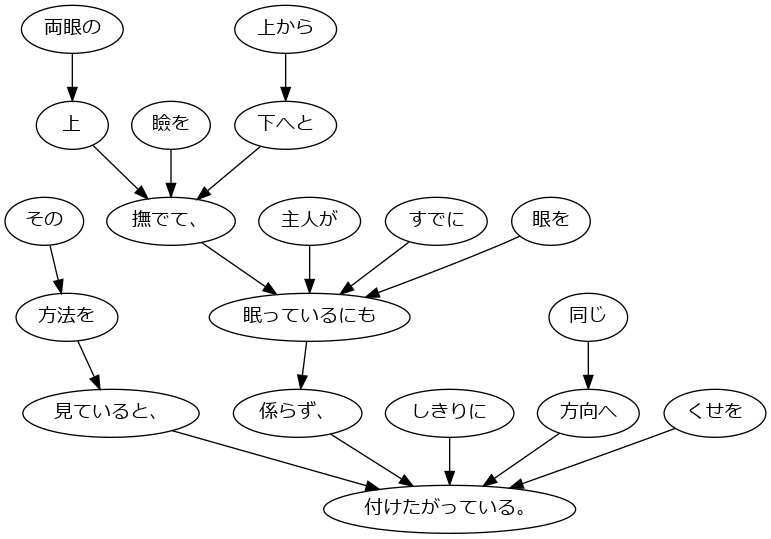 両眼の 上から
上 瞼を 下へと
その 撫でて、 主人が すでに 眼を
方法を 眠っているにも 同じ
見ていると、 係らず、 しきりに 方向へ くせを
付けたがっている。